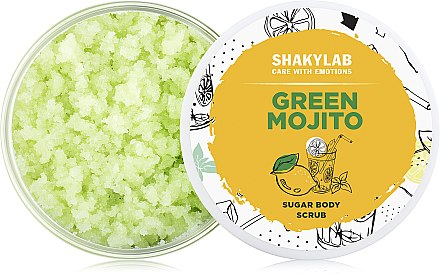 SHAKYLAB
CARE WITH EMOTIONS
GREEN
MOJITO
SUGAR BODY
SCRUB